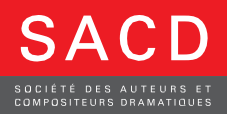 SACD
SOCIÉTÉ DES AUTEURS ET
COMPOSITEURS DRAMATIQUES